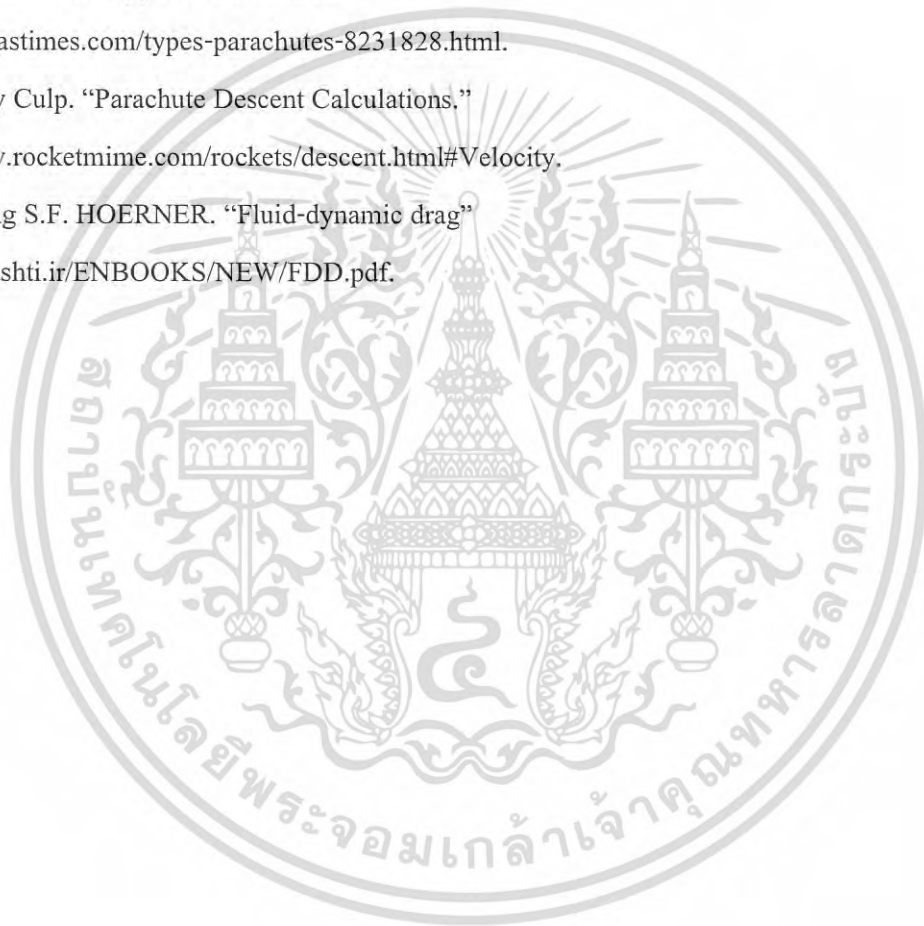 astimes.com/types-parachutes-8231828.html.
y Culp. “Parachute Descent Calculations.”
v.rocketmime.com/rockets/descent.html#Velocity.
g S.F. HOERNER. “Fluid-dynamic drag”
shti.ir/ENBOOKS/NEW/FDD.pdf.
สถาบันเทคโนโลยีพระจอมเกล้าเจ้าคุณทหารลาดกระบัง
๔